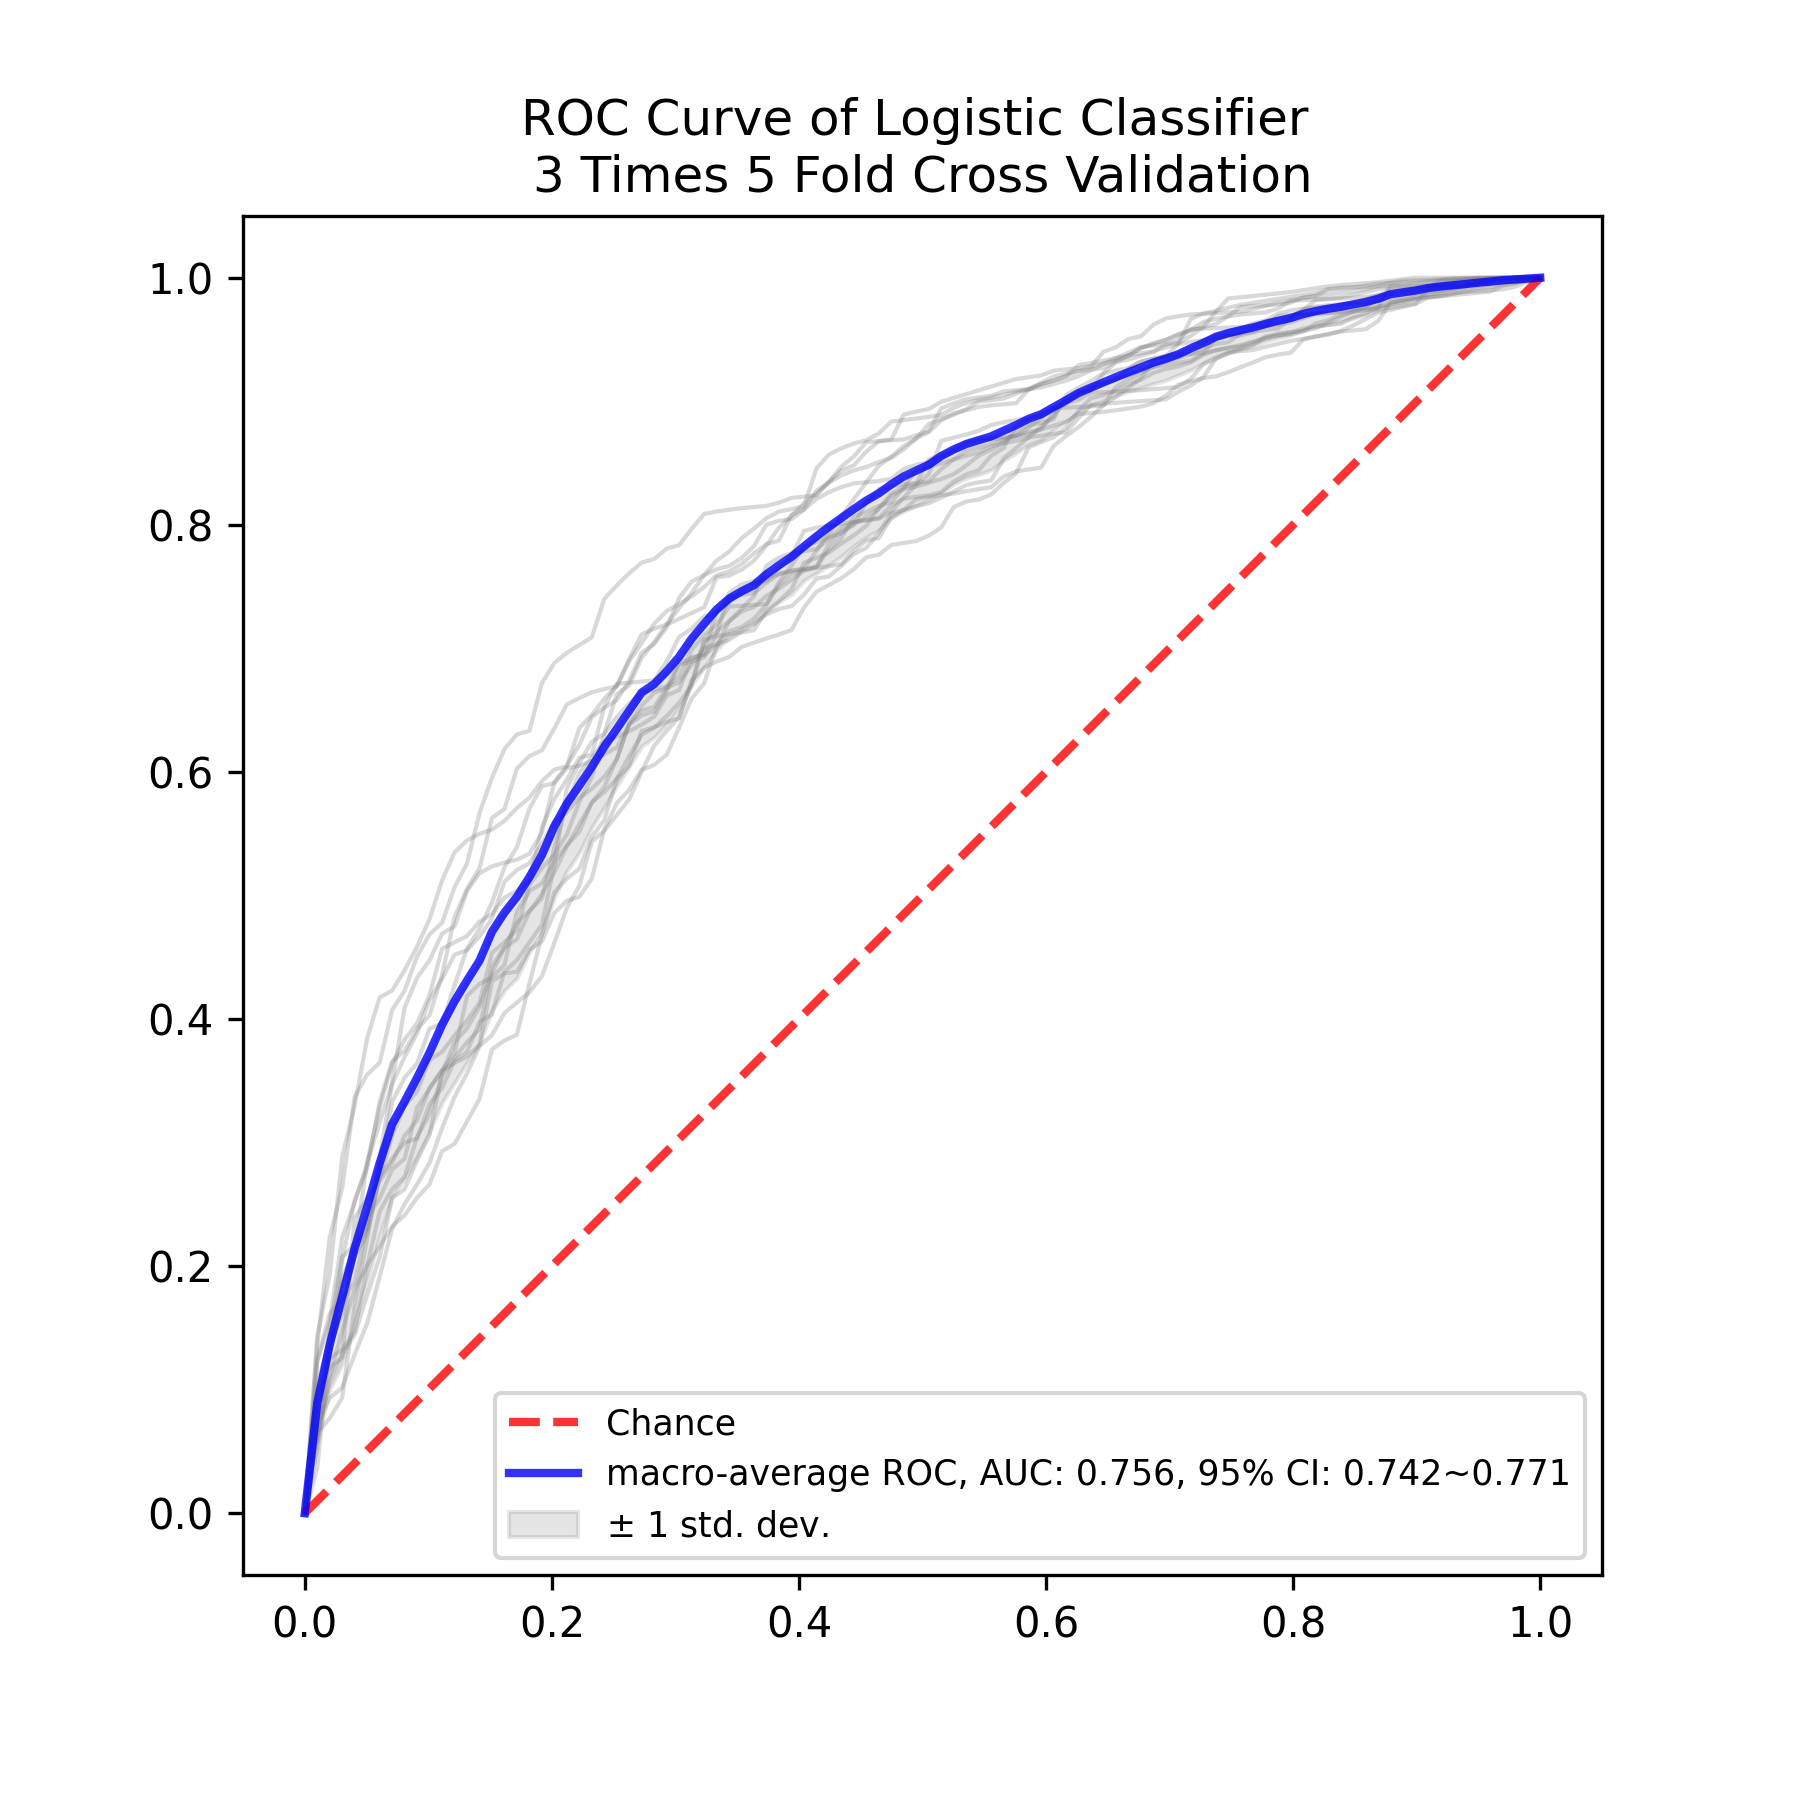 ROC Curve of Logistic Classifier
3 Times 5 Fold Cross Validation
1.0
0.8
0.6
0.4
0.2
0.0
Chance
macro-average ROC, AUC: 0.756, 95% CI: 0.742~0.771
± 1 std. dev.
0.0 0.2 0.4 0.6 0.8 1.0